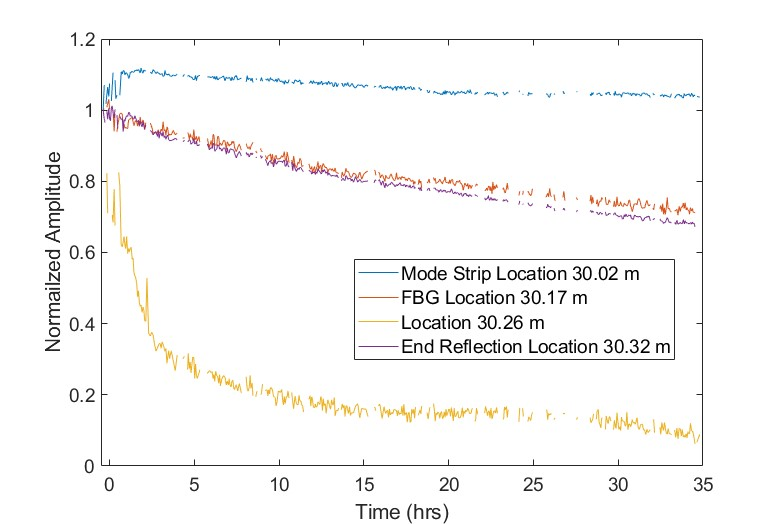 1.2
1
0.8
0.6
0.4
0.2
0
Normailzed Amplitude
Mode Strip Location 30.02 m
FBG Location 30.17 m
Location 30.26 m
End Reflection Location 30.32 m
0 5 10 15 20 25 30 35
Time (hrs)